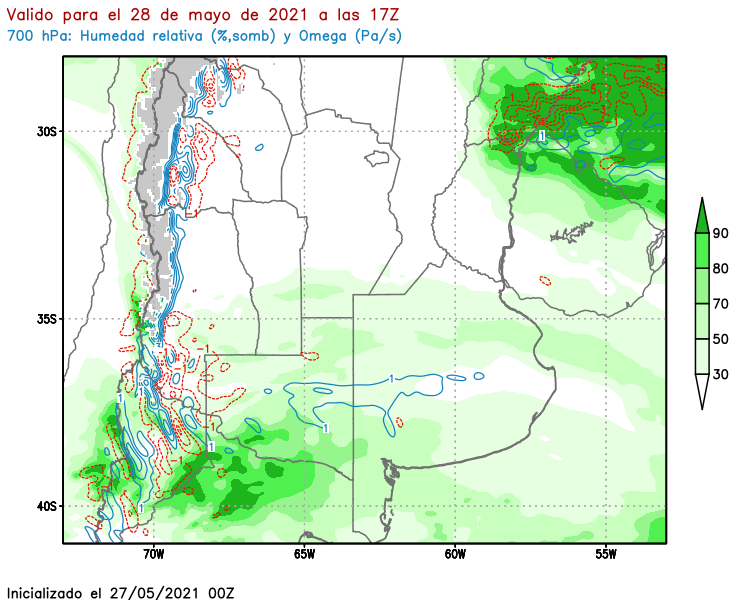 Valido para el 28 de mayo de 2021 a las 17Z
700 hPa: Humedad relativa (%,somb) y Omega (Pa/s)
30S
35S
40S
70W
65W
60W
55W
90
80
70
50
30
1
1
1
1
1
1
-1
Inicializado el 27/05/2021 00Z